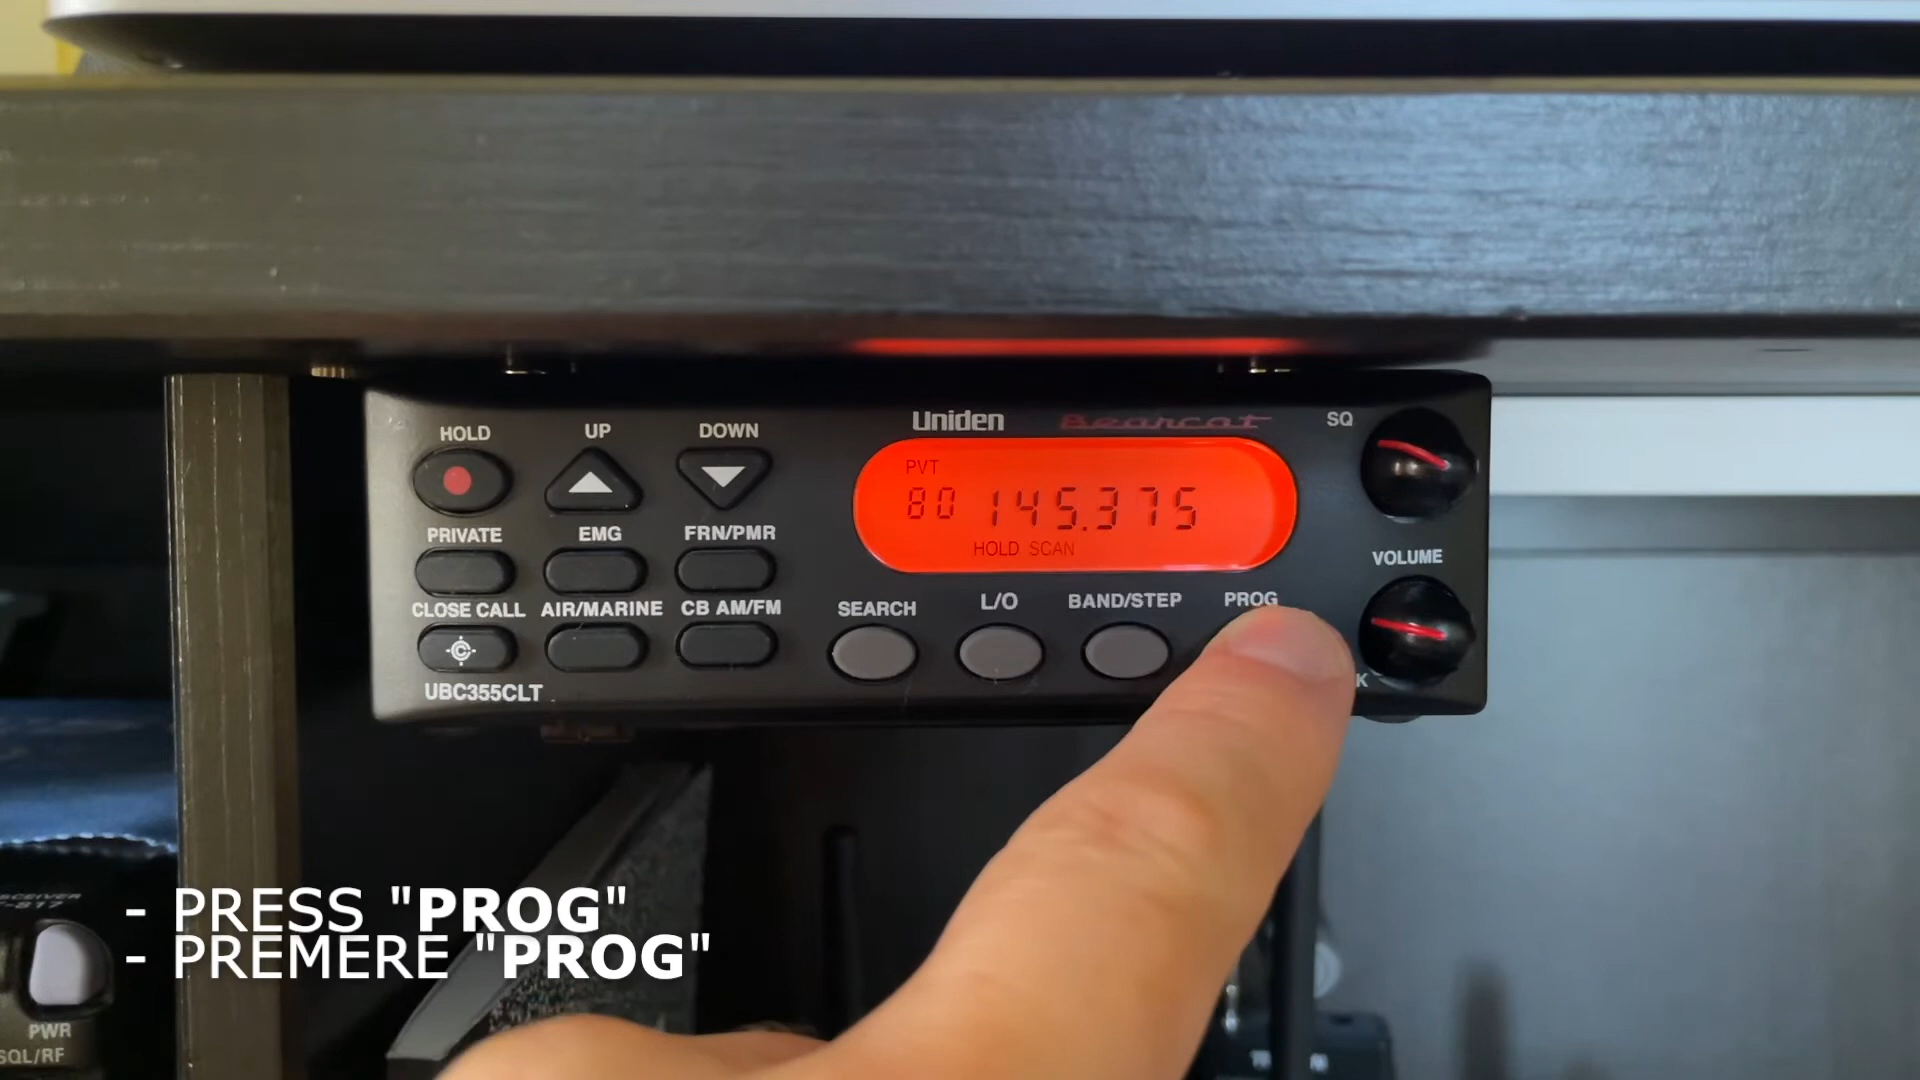 Uniden Bearcat
SQ
HOLD UP DOWN
PVT
80 145.375
HOLD SCAN
PRIVATE EMG FRN/PMR
VOLUME
CLOSE CALL AIR/MARINE CB AM/FM
SEARCH L/O BAND/STEP PROG
C
UBC355CLT
K
- PRESS "PROG"
- PREMERE "PROG"
PWR
SQL/RF